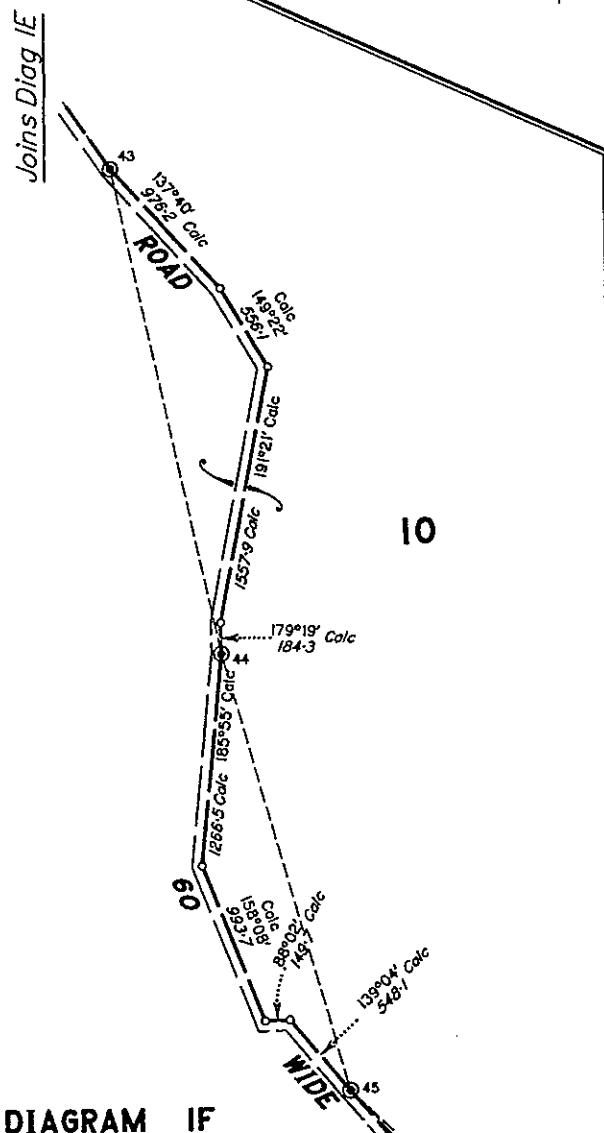 Joins Diag 1E
43
137°40' Calc
976·2
ROAD
Calc
149°22'
556·1
191°21' Calc
1557·9 Calc
10
179°19' Calc
184·3
44
185°55' Calc
1266·5 Calc
60
Calc
158°08'
993·7
88°02' Calc
149·7
139°04' Calc
548·1
WIDE
45
DIAGRAM 1F